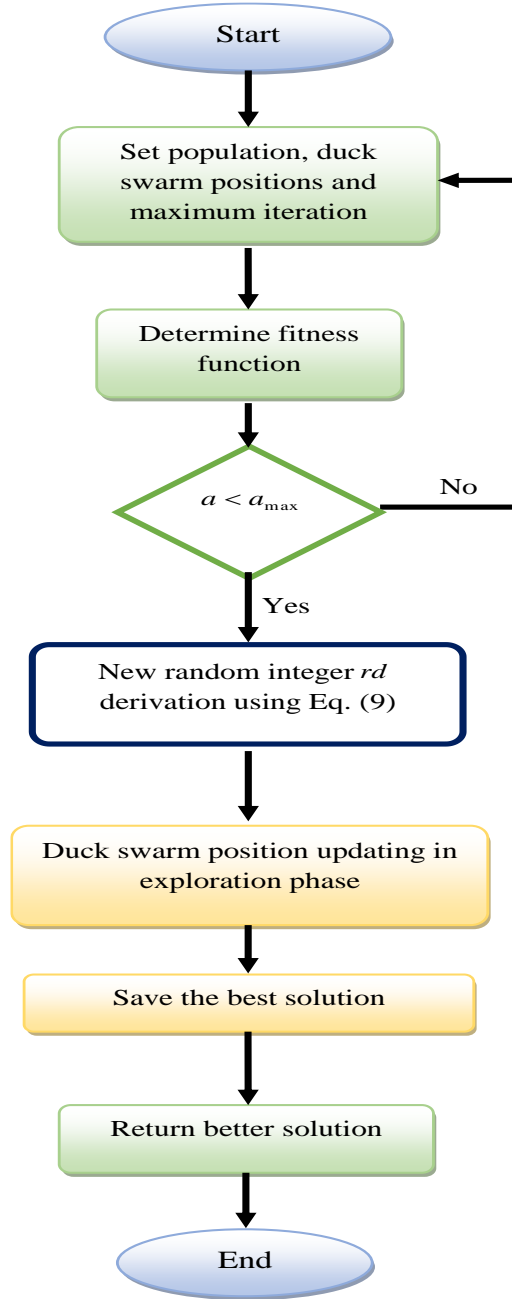 Start
Set population, duck
swarm positions and
maximum iteration
Determine fitness
function
a < a_max
No
Yes
New random integer rd
derivation using Eq. (9)
Duck swarm position updating in
exploration phase
Save the best solution
Return better solution
End